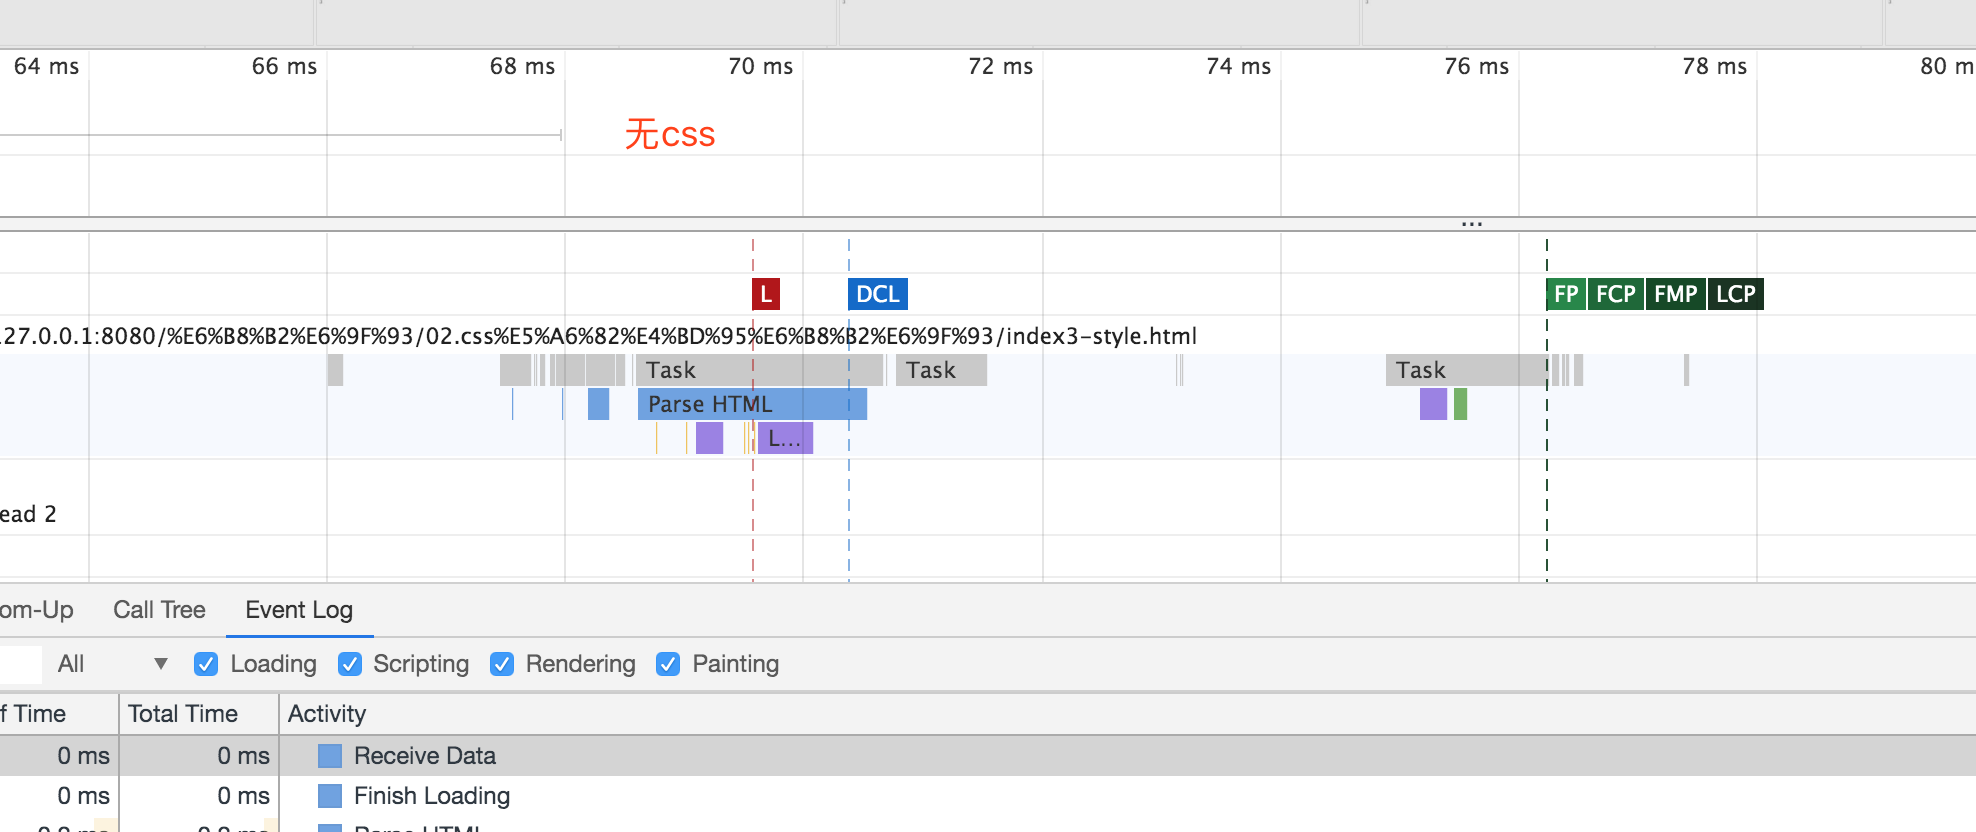 64 ms 66 ms 68 ms 70 ms 72 ms 74 ms 76 ms 78 ms 80 m
无css
...
L DCL FP FCP FMP LCP
27.0.0.1:8080/%E6%B8%B2%E6%9F%93/02.css%E5%A6%82%E4%BD%95%E6%B8%B2%E6%9F%93/index3-style.html
Task Task Task
Parse HTML
L...
ead 2
om-Up Call Tree Event Log
All ▼ Loading Scripting Rendering Painting
f Time Total Time Activity
0 ms 0 ms Receive Data
0 ms 0 ms Finish Loading
Parse HTML